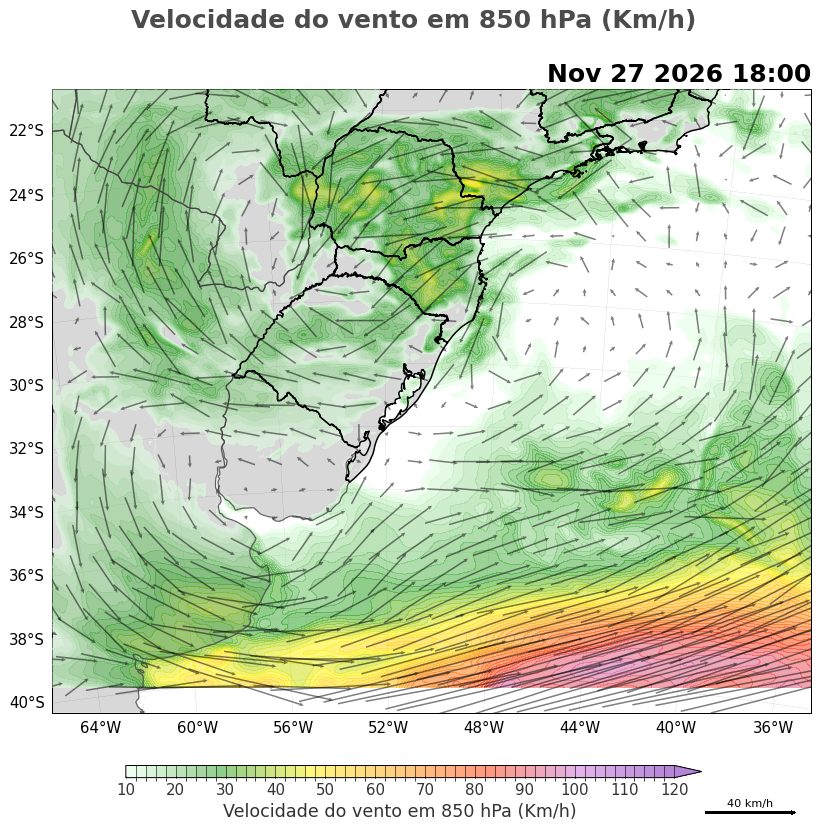 Velocidade do vento em 850 hPa (Km/h)
Nov 27 2026 18:00
22°S
24°S
26°S
28°S
30°S
32°S
34°S
36°S
38°S
40°S
64°W 60°W 56°W 52°W 48°W 44°W 40°W 36°W
10 20 30 40 50 60 70 80 90 100 110 120
Velocidade do vento em 850 hPa (Km/h)
40 km/h